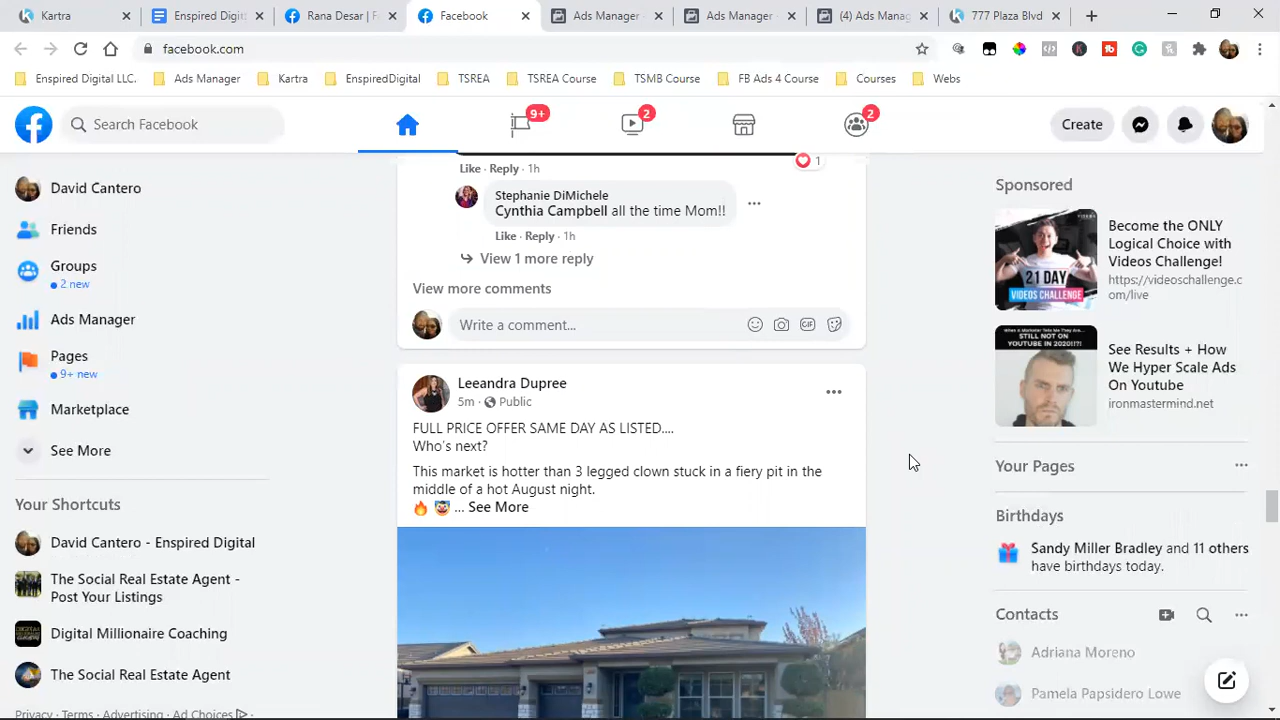 Kartra
Enspired Digit
Rana Desar | F
Facebook
Ads Manager -
Ads Manager -
(4) Ads Manag
777 Plaza Blvd
facebook.com
Enspired Digital LLC.
Ads Manager
Kartra
EnspiredDigital
TSREA
TSREA Course
TSMB Course
FB Ads 4 Course
Courses
Webs
Search Facebook
9+
2
2
Create
David Cantero
Friends
Groups
2 new
Ads Manager
Pages
9+ new
Marketplace
See More
Your Shortcuts
David Cantero - Enspired Digital
The Social Real Estate Agent -
Post Your Listings
Digital Millionaire Coaching
The Social Real Estate Agent
Privacy · Terms · Advertising · Ad Choices ·
Like · Reply · 1h
1
Stephanie DiMichele
Cynthia Campbell all the time Mom!!
Like · Reply · 1h
View 1 more reply
View more comments
Write a comment...
GIF
Leeandra Dupree
5m · Public
FULL PRICE OFFER SAME DAY AS LISTED....
Who's next?
This market is hotter than 3 legged clown stuck in a fiery pit in the
middle of a hot August night.
🔥 🤡 ... See More
Sponsored
21 DAY
VIDEOS CHALLENGE
Become the ONLY
Logical Choice with
Videos Challenge!
https://videoschallenge.c
om/live
STILL NOT ON
YOUTUBE IN 2020!!?!
See Results + How
We Hyper Scale Ads
On Youtube
ironmastermind.net
Your Pages
Birthdays
Sandy Miller Bradley and 11 others
have birthdays today.
Contacts
Adriana Moreno
Pamela Papsidero Lowe